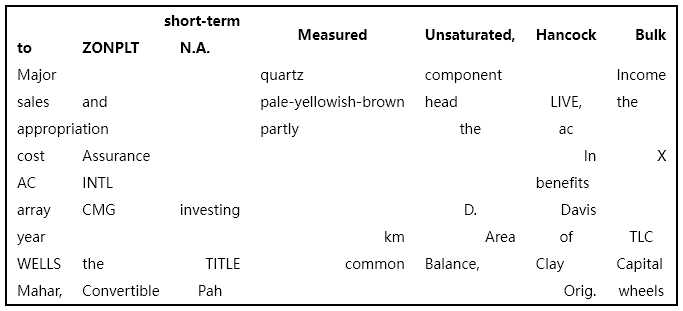 to ZONPLT short-term N.A. Measured Unsaturated, Hancock Bulk
Major quartz component Income
sales and pale-yellowish-brown head LIVE, the
appropriation partly the ac
cost Assurance In X
AC INTL benefits
array CMG investing D. Davis
year km Area of TLC
WELLS the TITLE common Balance, Clay Capital
Mahar, Convertible Pah Orig. wheels